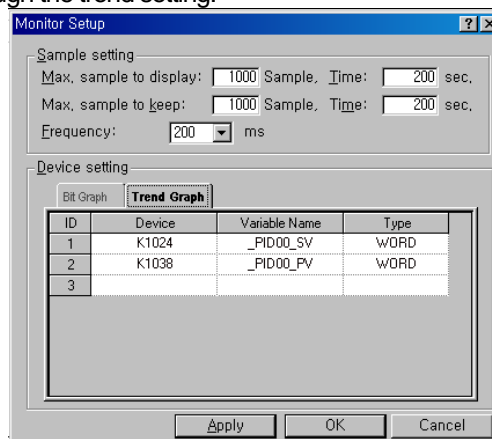 ugh the trend setting.
Monitor Setup
Sample setting
Max. sample to display: 1000 Sample, Time: 200 sec,
Max, sample to keep: 1000 Sample, Time: 200 sec,
Frequency: 200 ms
Device setting
Bit Graph Trend Graph
ID Device Variable Name Type
1 K1024 _PID00_SV WORD
2 K1038 _PID00_PV WORD
3
Apply OK Cancel